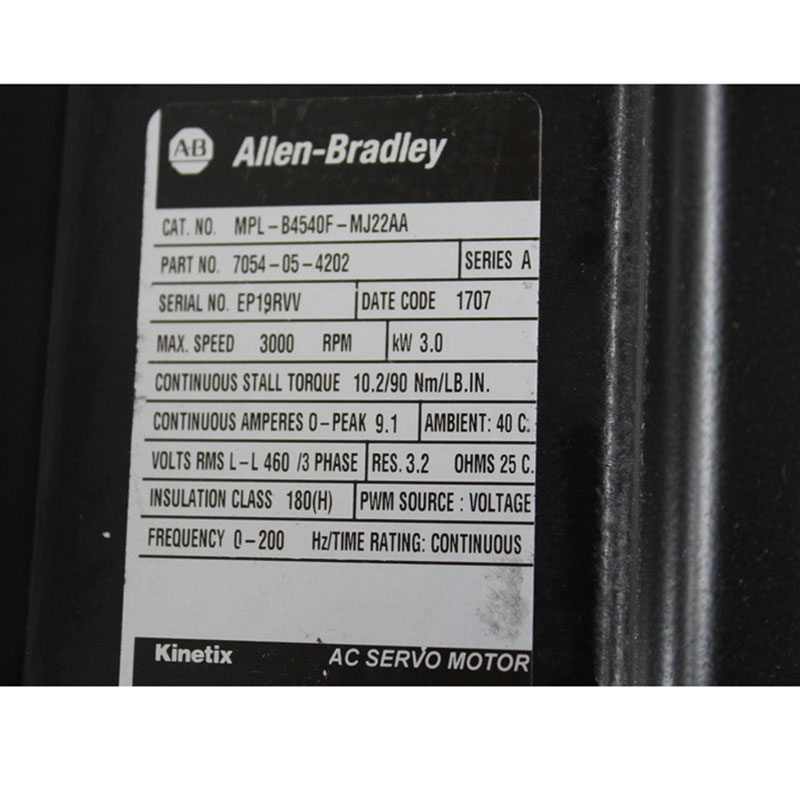 AB Allen-Bradley
CAT. NO. MPL-B4540F-MJ22AA
PART NO. 7054-05-4202 SERIES A
SERIAL NO. EP19RVV DATE CODE 1707
MAX. SPEED 3000 RPM kW 3.0
CONTINUOUS STALL TORQUE 10.2/90 Nm/LB.IN.
CONTINUOUS AMPERES 0-PEAK 9.1 AMBIENT: 40 C.
VOLTS RMS L-L 460 /3 PHASE RES. 3.2 OHMS 25 C.
INSULATION CLASS 180(H) PWM SOURCE : VOLTAGE
FREQUENCY 0-200 Hz/TIME RATING: CONTINUOUS
Kinetix AC SERVO MOTOR